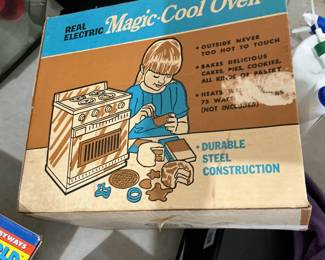 REAL
ELECTRIC
Magic-Cool Oven
• OUTSIDE NEVER
TOO HOT TO TOUCH
• BAKES DELICIOUS
CAKES, PIES, COOKIES,
ALL KINDS OF PASTRY
• HEATS
75 WATT
(NOT INCLUDED)
• DURABLE
STEEL
CONSTRUCTION
BYWAYS